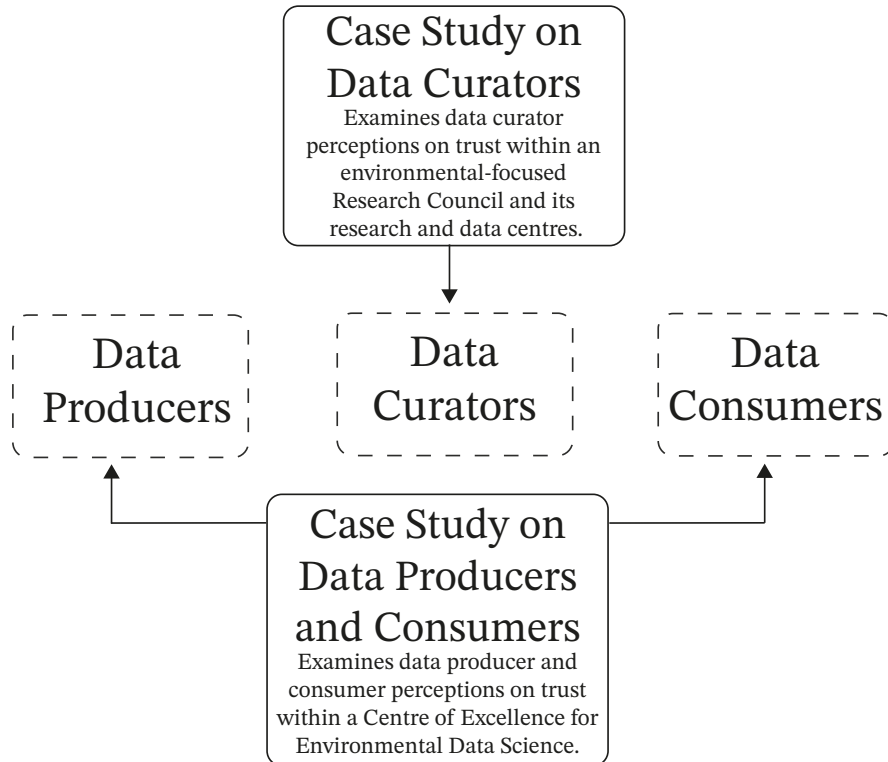 Case Study on
Data Curators
Examines data curator
perceptions on trust within an
environmental-focused
Research Council and its
research and data centres.
Data
Producers
Data
Curators
Data
Consumers
Case Study on
Data Producers
and Consumers
Examines data producer and
consumer perceptions on trust
within a Centre of Excellence for
Environmental Data Science.